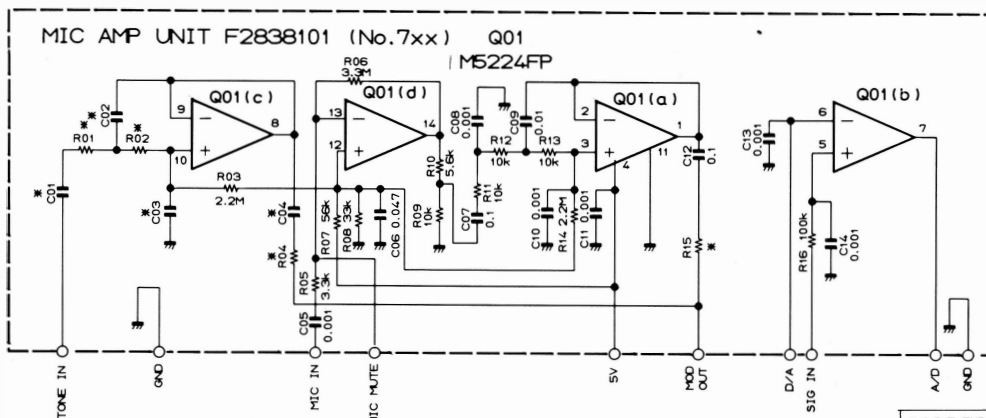 MIC AMP UNIT F2838101 (No.7xx) Q01
M5224FP
R06
3.3M
Q01(c)
Q01(d)
Q01(a)
Q01(b)
C02
*
R01
*
R02
*
9
10
8
13
12
14
C08
0.001
C09
0.01
R12
10k
R13
10k
2
3
1
4
11
C12
0.1
C13
0.001
6
5
7
R10
5.6k
R11
10k
R03
2.2M
* C01
* C03
* C04
* R04
R07 56k
R08 33k
C06 0.047
R09
10k
C07
0.1
C10 0.001
R14 2.2M
C11 0.001
R15 *
R16 100k
C14
0.001
R05
3.3k
C05
0.001
TONE IN
GND
MIC IN
IC MUTE
5V
MOD
OUT
D/A
SIG IN
A/D
GND